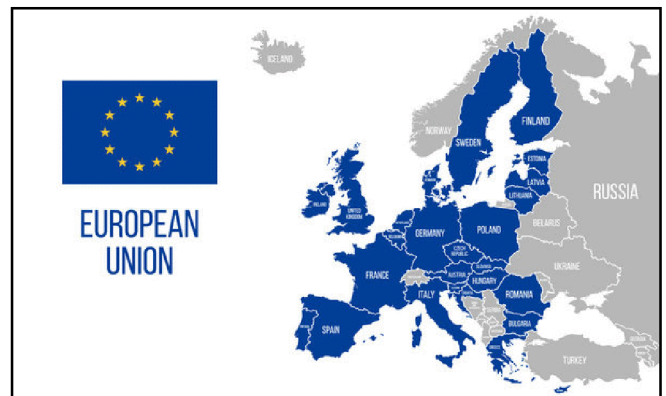 EUROPEAN
UNION
ICELAND
NORWAY
SWEDEN
FINLAND
ESTONIA
LATVIA
LITHUANIA
RUSSIA
BELARUS
IRELAND
UNITED
KINGDOM
GERMANY
POLAND
UKRAINE
CZECH
REPUBLIC
FRANCE
AUSTRIA
HUNGARY
ITALY
ROMANIA
SPAIN
BULGARIA
TURKEY